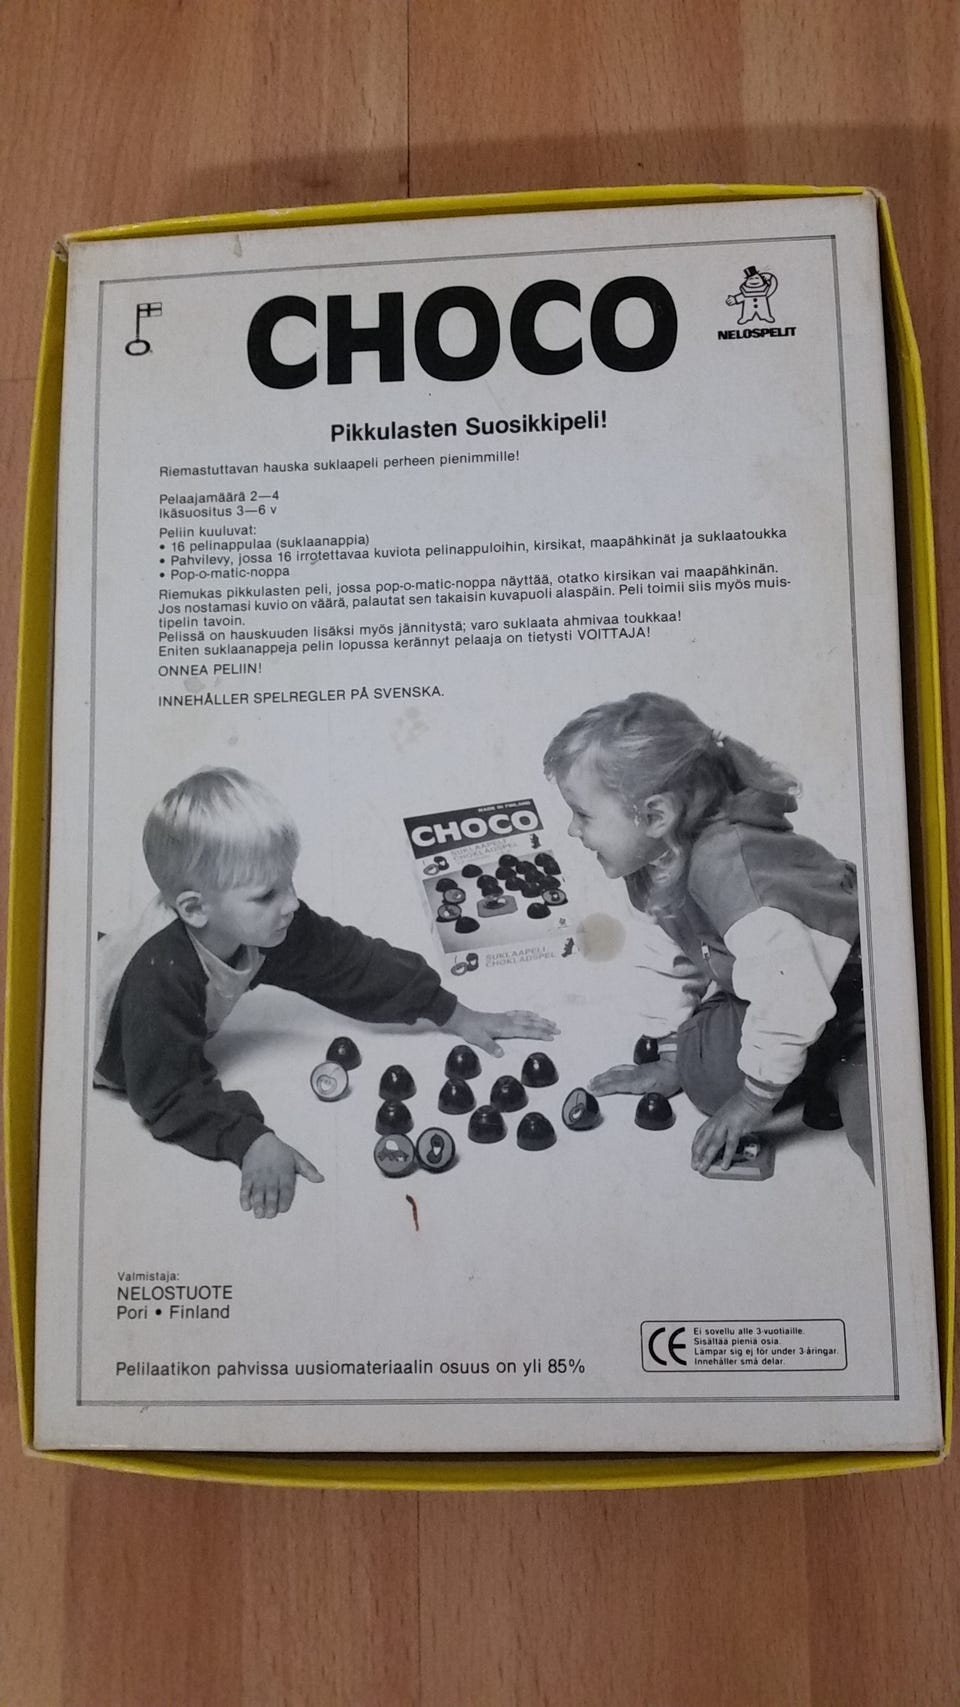 CHOCO
NELOSPELIT
Pikkulasten Suosikkipeli!
Riemastuttavan hauska suklaapeli perheen pienimmille!
Pelaajamäärä 2—4
Ikäsuositus 3—6 v
Peliin kuuluvat:
• 16 pelinappulaa (suklaanappia)
• Pahvilevy, jossa 16 irrotettavaa kuviota pelinappuloihin, kirsikat, maapähkinät ja suklaatoukka
• Pop-o-matic-noppa
Riemukas pikkulasten peli, jossa pop-o-matic-noppa näyttää, otatko kirsikan vai maapähkinän.
Jos nostamasi kuvio on väärä, palautat sen takaisin kuvapuoli alaspäin. Peli toimii siis myös muis-
tipelin tavoin.
Pelissä on hauskuuden lisäksi myös jännitystä; varo suklaata ahmivaa toukkaa!
Eniten suklaanappeja pelin lopussa kerännyt pelaaja on tietysti VOITTAJA!
ONNEA PELIIN!
INNEHÅLLER SPELREGLER PÅ SVENSKA.
MADE IN FINLAND
CHOCO
SUKLAAPELI
CHOKLADSPEL
SUKLAAPELI
CHOKLADSPEL
Valmistaja:
NELOSTUOTE
Pori • Finland
Pelilaatikon pahvissa uusiomateriaalin osuus on yli 85%
CE
Ei sovellu alle 3-vuotiaille.
Sisältää pieniä osia.
Lämpar sig ej för under 3-åringar.
Innehåller små delar.